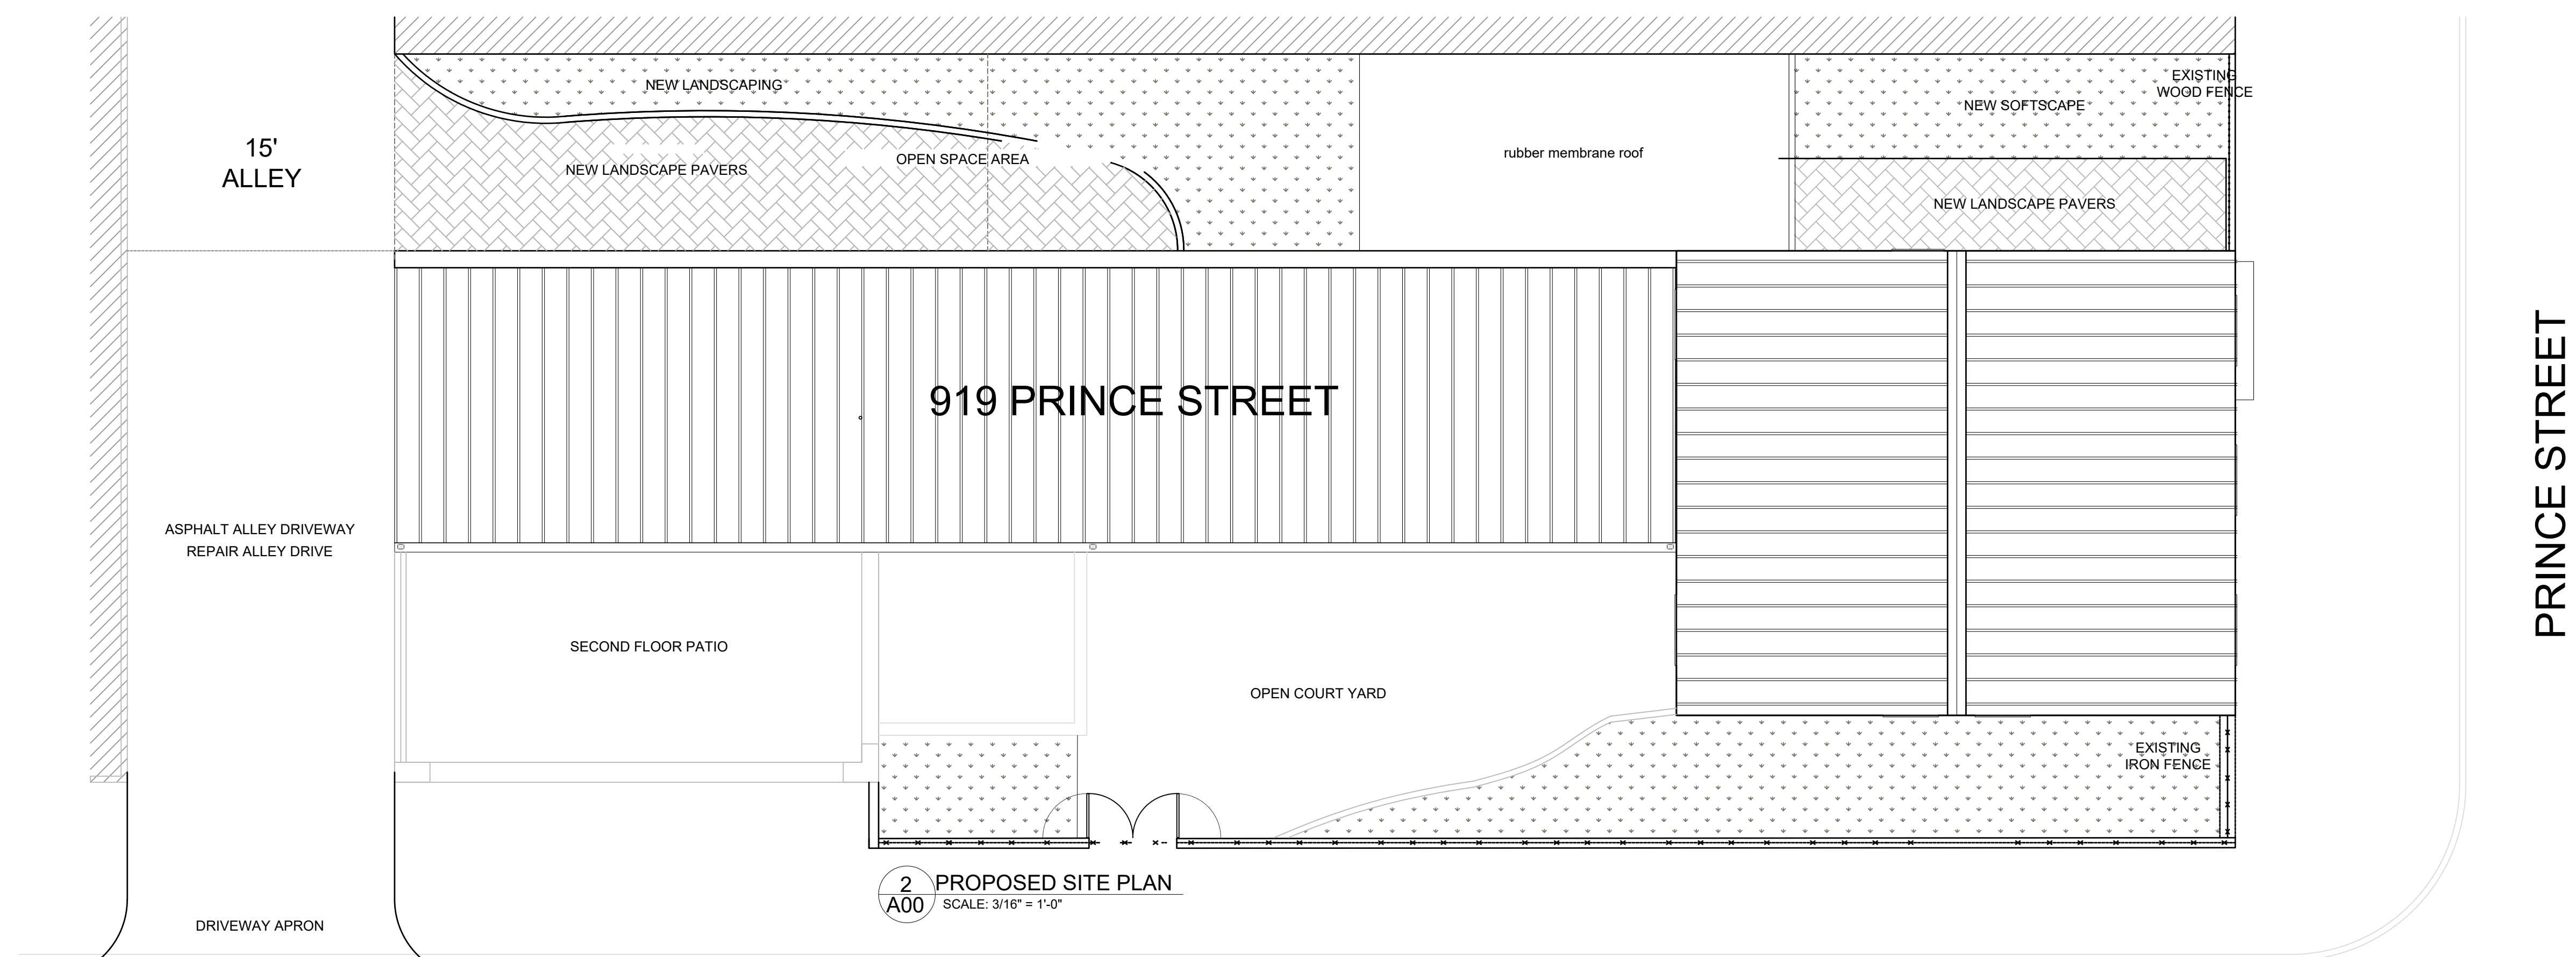 NEW LANDSCAPING
EXISTING
WOOD FENCE
NEW SOFTSCAPE
15'
ALLEY
OPEN SPACE AREA
rubber membrane roof
NEW LANDSCAPE PAVERS
NEW LANDSCAPE PAVERS
919 PRINCE STREET
PRINCE STREET
ASPHALT ALLEY DRIVEWAY
REPAIR ALLEY DRIVE
SECOND FLOOR PATIO
OPEN COURT YARD
EXISTING
IRON FENCE
2
A00
PROPOSED SITE PLAN
SCALE: 3/16" = 1'-0"
DRIVEWAY APRON